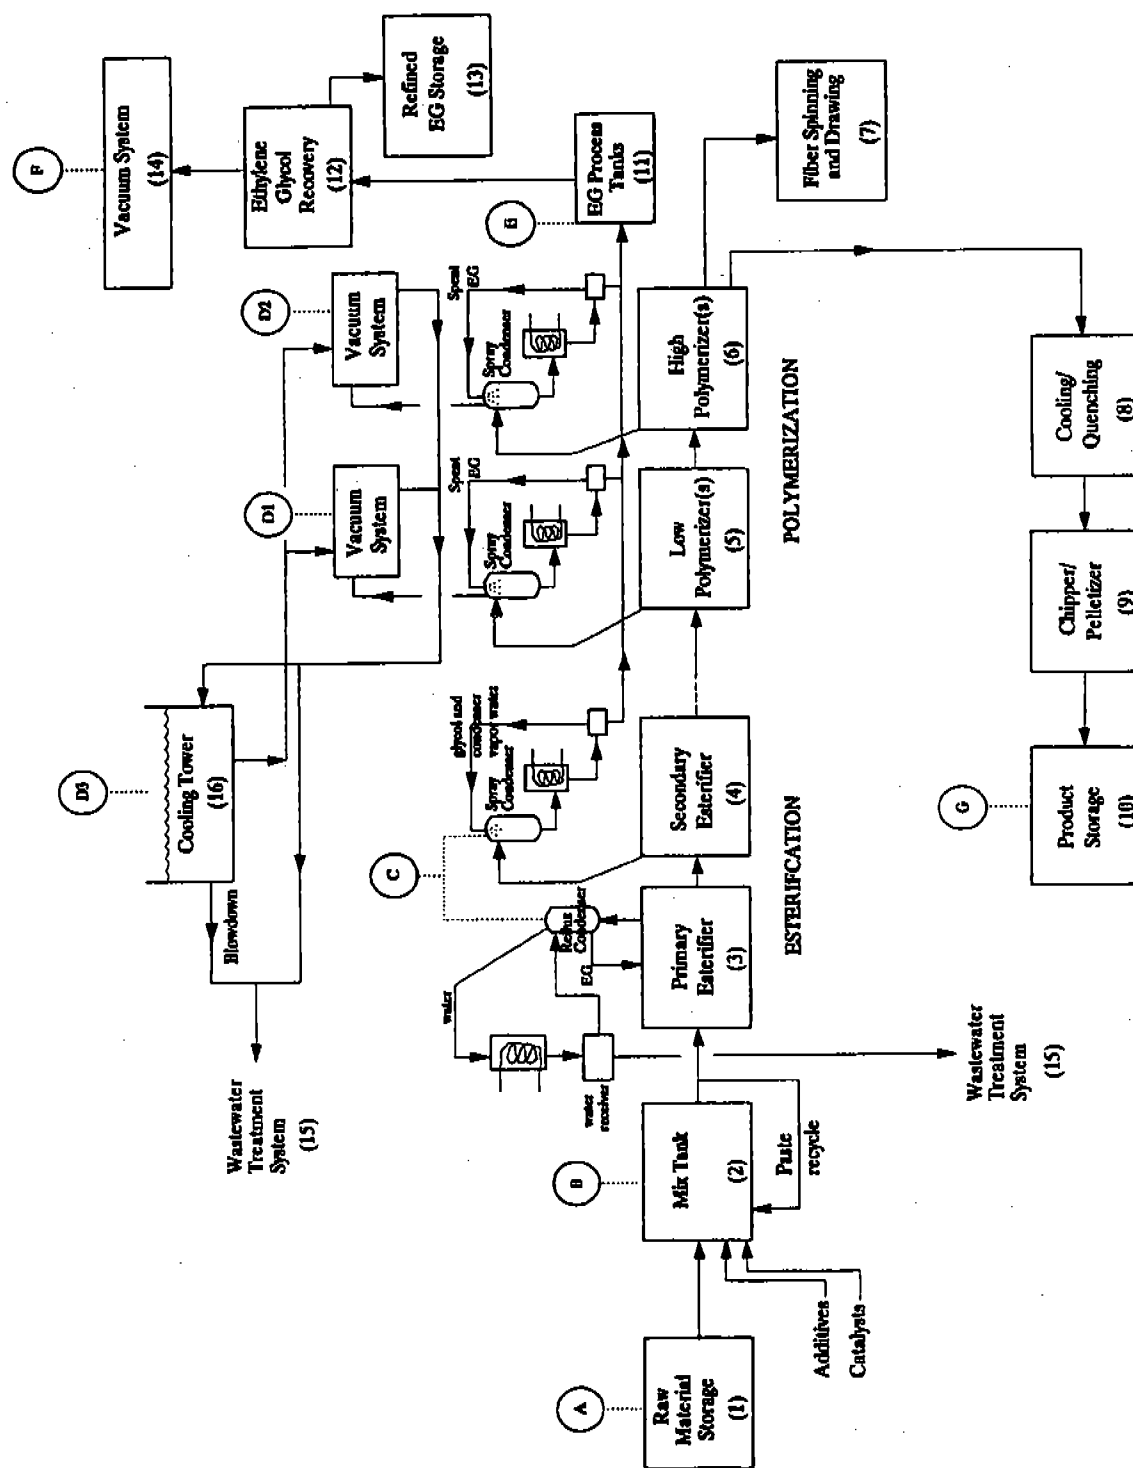 F
Vacuum System
(14)
Ethylene
Glycol
Recovery
(12)
Refined
EG Storage
(13)
E
EG Process
Tanks
(11)
D2
Vacuum
System
D1
Vacuum
System
D3
Cooling Tower
(16)
Blowdown
Wastewater
Treatment
System
(15)
Spent
EG
Spray
Condenser
Spent
EG
Spray
Condenser
glycol and
condenser
vapor water
Spray
Condenser
C
Reflux
Condenser
EG
water
water
receiver
Wastewater
Treatment
System
(15)
A
Raw
Material
Storage
(1)
Additives
Catalysts
B
Mix Tank
(2)
Paste
recycle
Primary
Esterifier
(3)
Secondary
Esterifier
(4)
ESTERIFCATION
Low
Polymerizer(s)
(5)
High
Polymerizer(s)
(6)
POLYMERIZATION
Fiber Spinning
and Drawing
(7)
Cooling/
Quenching
(8)
Chipper/
Pelletizer
(9)
G
Product
Storage
(10)